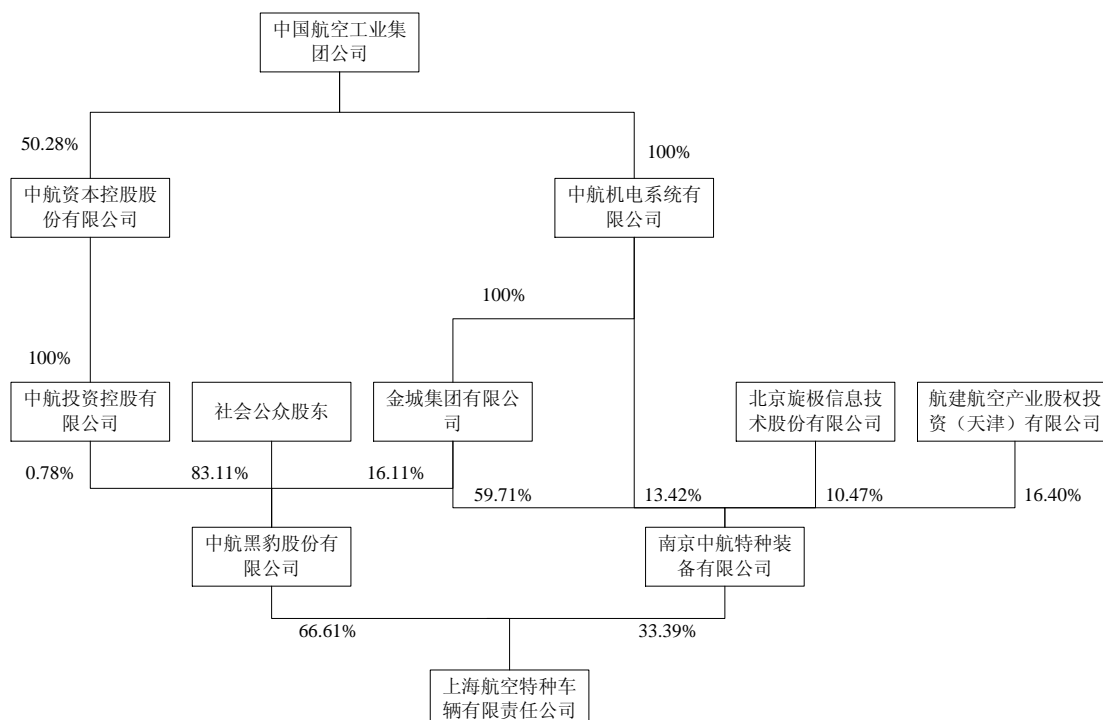 中国航空工业集
团公司
50.28%
100%
中航资本控股股
份有限公司
中航机电系统有
限公司
100%
100%
中航投资控股有
限公司
社会公众股东
金城集团有限公
司
北京旋极信息技
术股份有限公司
航建航空产业股权投
资（天津）有限公司
0.78%
83.11%
16.11%
59.71%
13.42%
10.47%
16.40%
中航黑豹股份有
限公司
南京中航特种装
备有限公司
66.61%
33.39%
上海航空特种车
辆有限责任公司